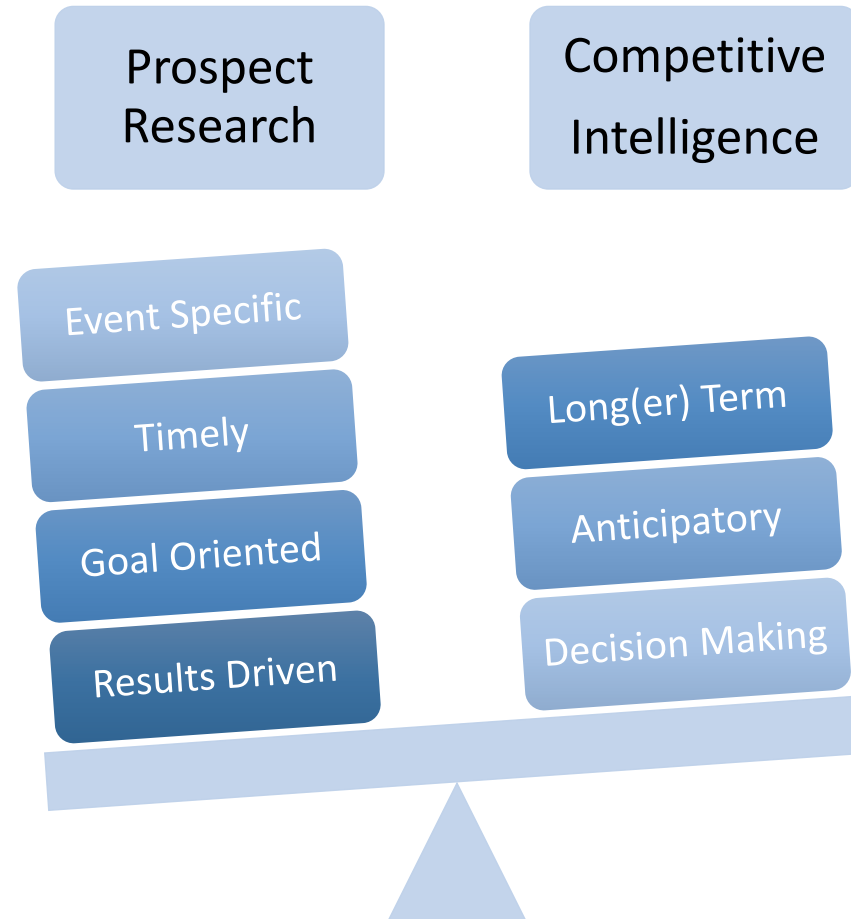 Prospect
Research
Competitive
Intelligence
Event Specific
Timely
Goal Oriented
Results Driven
Long(er) Term
Anticipatory
Decision Making